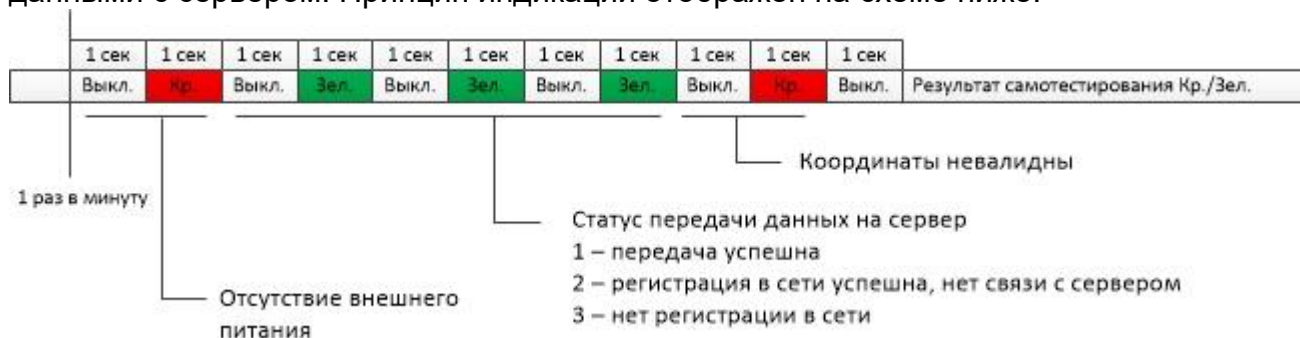 данными с сервером. Принцип индикации отображен на схеме ниже.
1 сек 1 сек 1 сек 1 сек 1 сек 1 сек 1 сек 1 сек 1 сек 1 сек 1 сек
Выкл. Кр. Выкл. Зел. Выкл. Зел. Выкл. Зел. Выкл. Кр. Выкл. Результат самотестирования Кр./Зел.
Координаты невалидны
1 раз в минуту
Статус передачи данных на сервер
1 – передача успешна
2 – регистрация в сети успешна, нет связи с сервером
3 – нет регистрации в сети
Отсутствие внешнего
питания